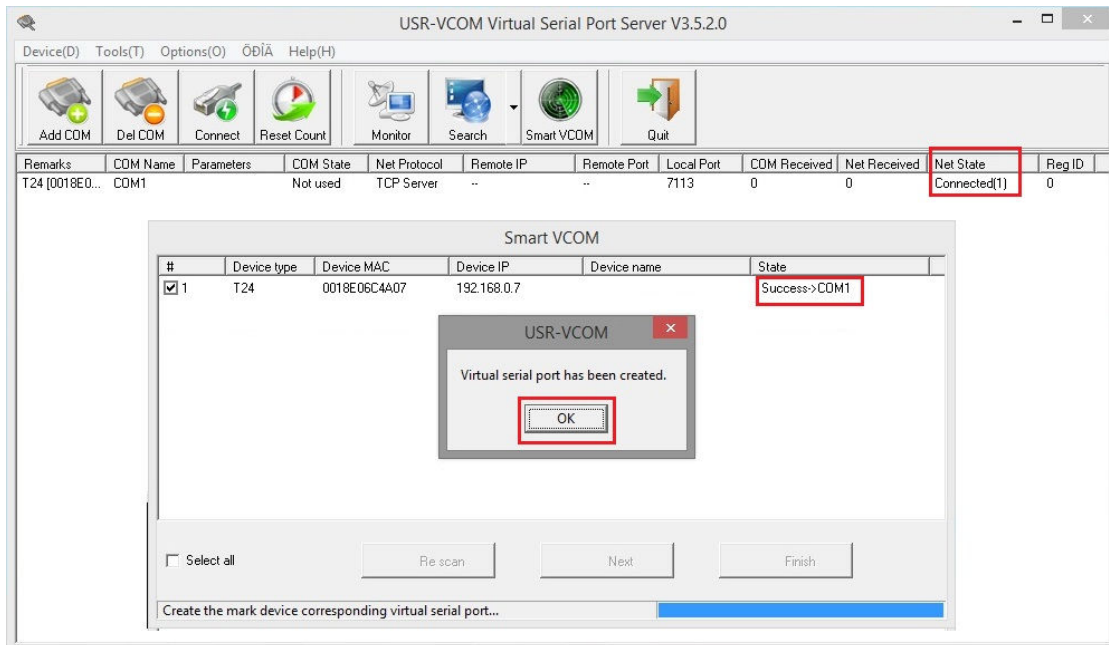 USR-VCOM Virtual Serial Port Server V3.5.2.0
Device(D) Tools(T) Options(O) ÖÐÎÄ Help(H)
Add COM Del COM Connect Reset Count Monitor Search Smart VCOM Quit
Remarks COM Name Parameters COM State Net Protocol Remote IP Remote Port Local Port COM Received Net Received Net State Reg ID
T24 [0018E0... COM1 Not used TCP Server -- -- 7113 0 0 Connected(1) 0
Smart VCOM
# Device type Device MAC Device IP Device name State
1 T24 0018E06C4A07 192.168.0.7 Success->COM1
USR-VCOM
Virtual serial port has been created.
OK
Select all Re scan Next Finish
Create the mark device corresponding virtual serial port...